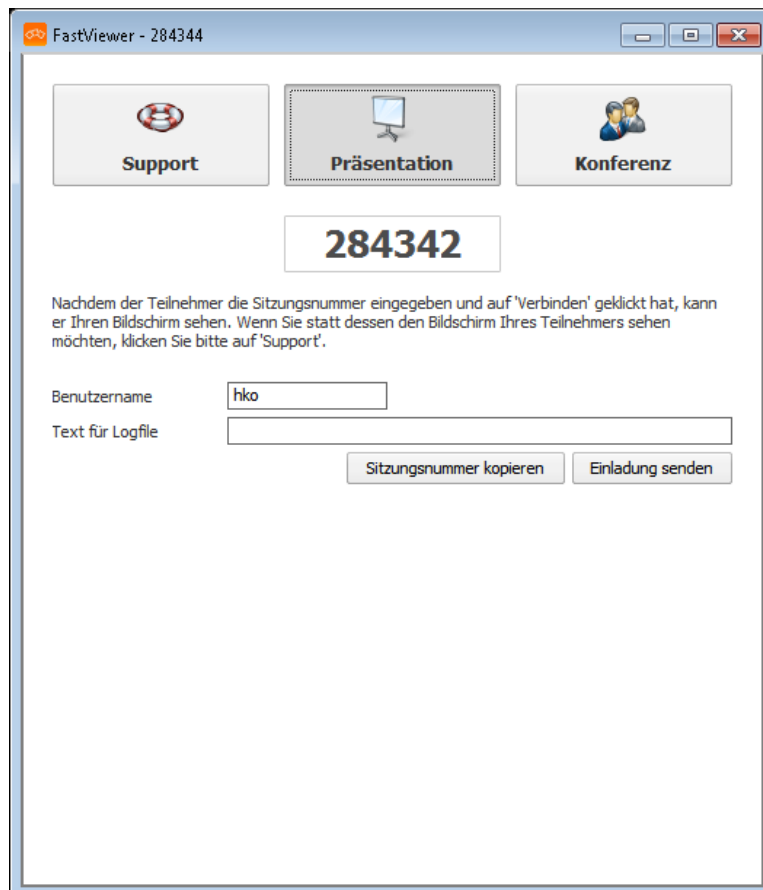 FastViewer - 284344
Support
Präsentation
Konferenz
284342
Nachdem der Teilnehmer die Sitzungsnummer eingegeben und auf 'Verbinden' geklickt hat, kann
er Ihren Bildschirm sehen. Wenn Sie statt dessen den Bildschirm Ihres Teilnehmers sehen
möchten, klicken Sie bitte auf 'Support'.
Benutzername hko
Text für Logfile
Sitzungsnummer kopieren Einladung senden